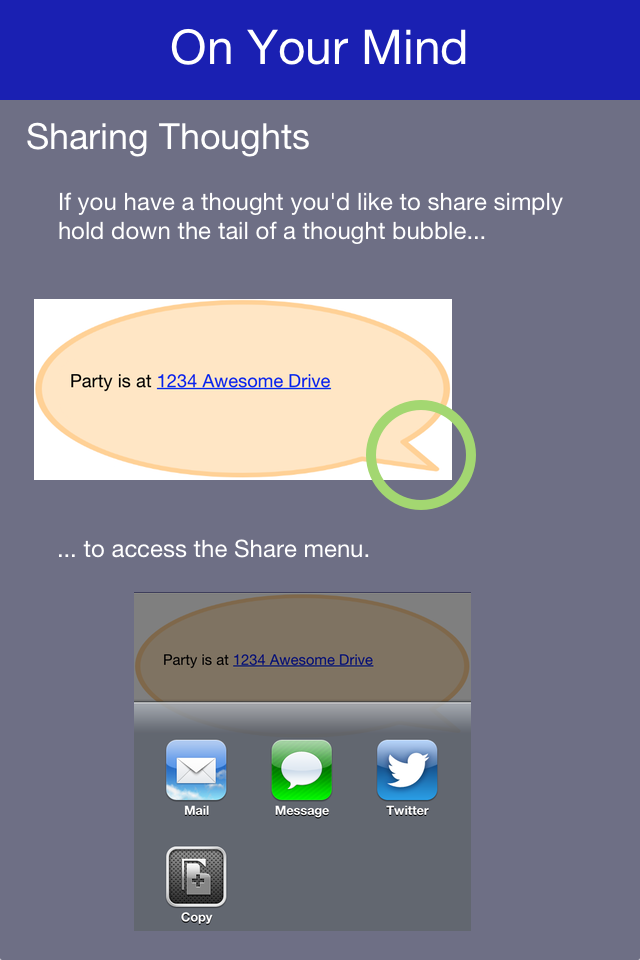 On Your Mind
Sharing Thoughts
If you have a thought you'd like to share simply
hold down the tail of a thought bubble...
Party is at 1234 Awesome Drive
... to access the Share menu.
Party is at 1234 Awesome Drive
Mail Message Twitter
Copy